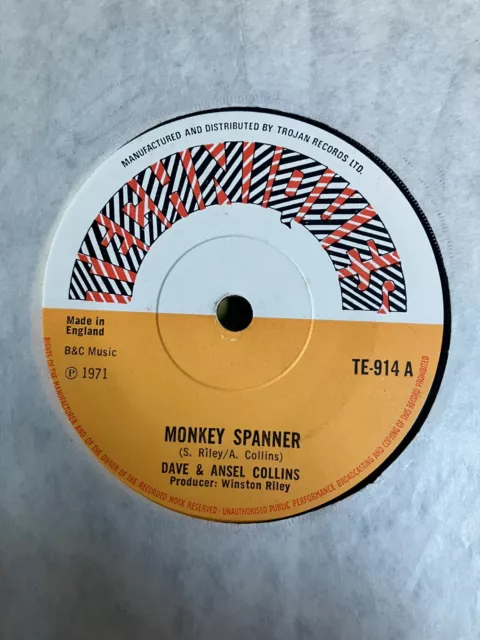 MANUFACTURED AND DISTRIBUTED BY TROJAN RECORDS LTD.
TECHNIQUES
Made in
England
B&C Music
℗ 1971
TE-914 A
MONKEY SPANNER
(S. Riley/A. Collins)
DAVE & ANSEL COLLINS
Producer: Winston Riley
RIGHTS OF THE MANUFACTURER AND OF THE OWNER OF THE RECORDED WORK RESERVED - UNAUTHORISED PUBLIC PERFORMANCE BROADCASTING AND COPYING OF THIS RECORD PROHIBITED